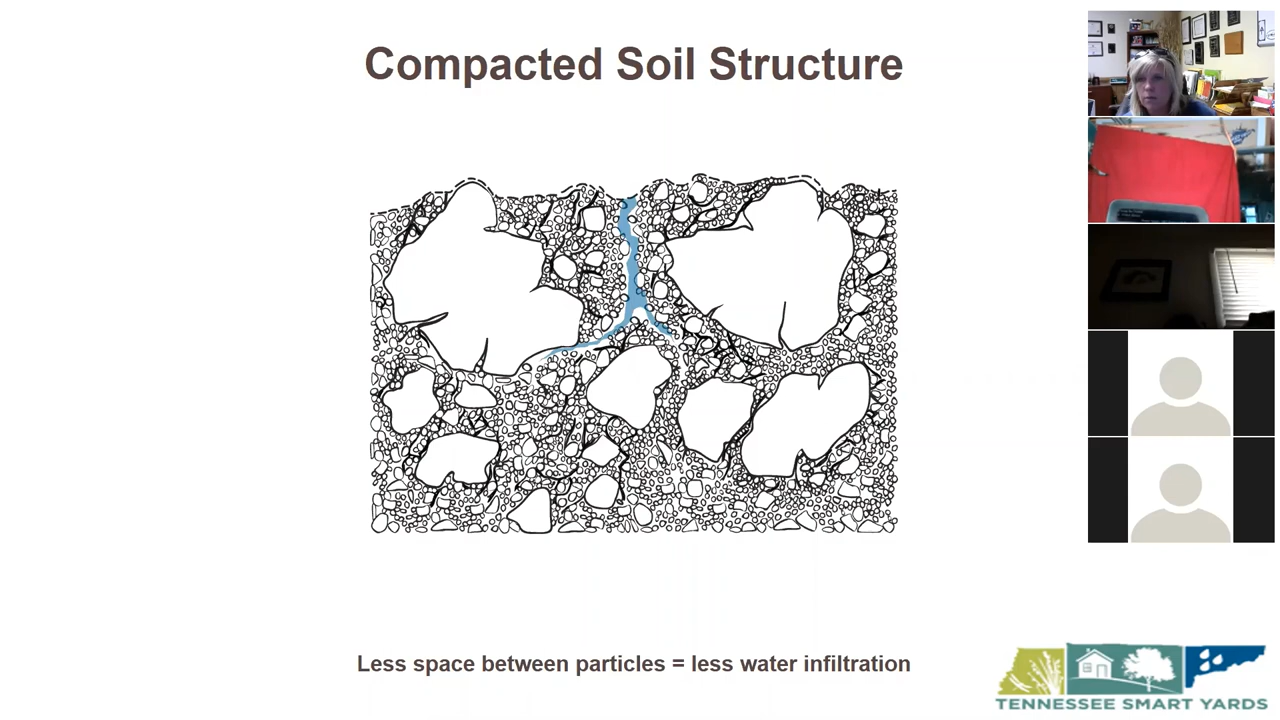 Compacted Soil Structure
Less space between particles = less water infiltration
TENNESSEE SMART YARDS